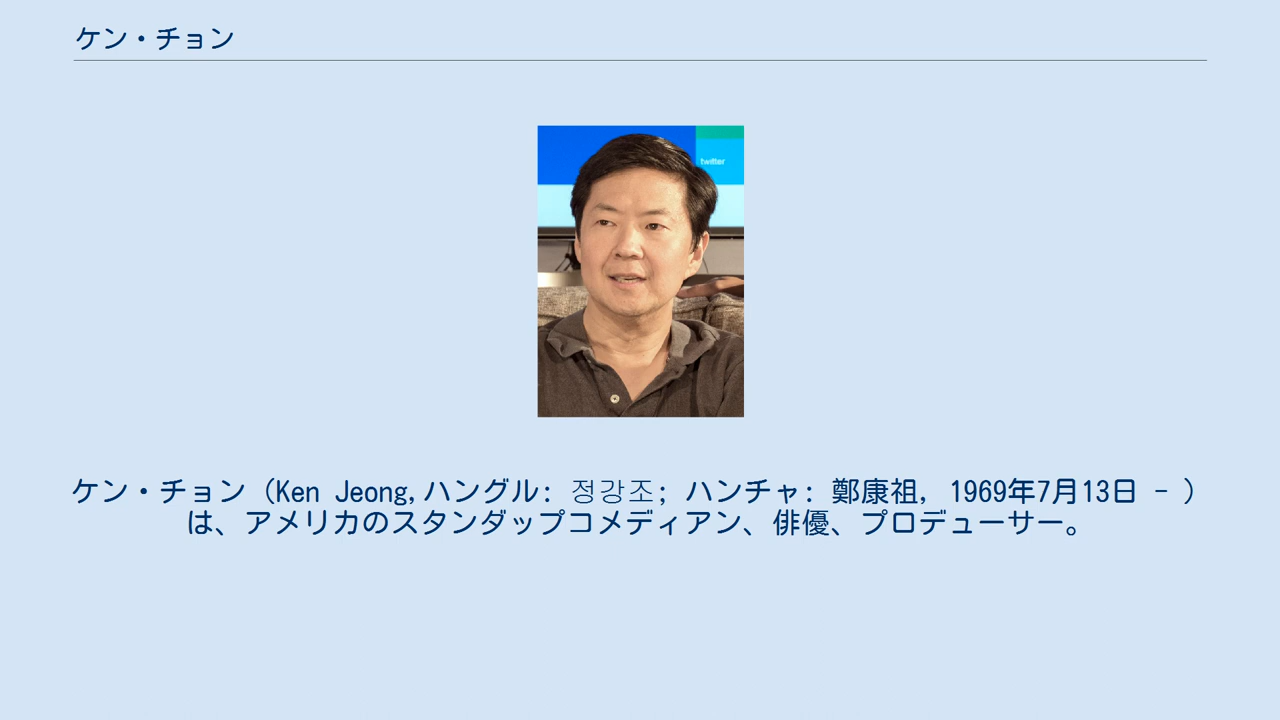 ケン・チョン
twitter
ケン・チョン（Ken Jeong,ハングル: 정강조; ハンチャ: 鄭康祖, 1969年7月13日 - ）
は、アメリカのスタンダップコメディアン、俳優、プロデューサー。